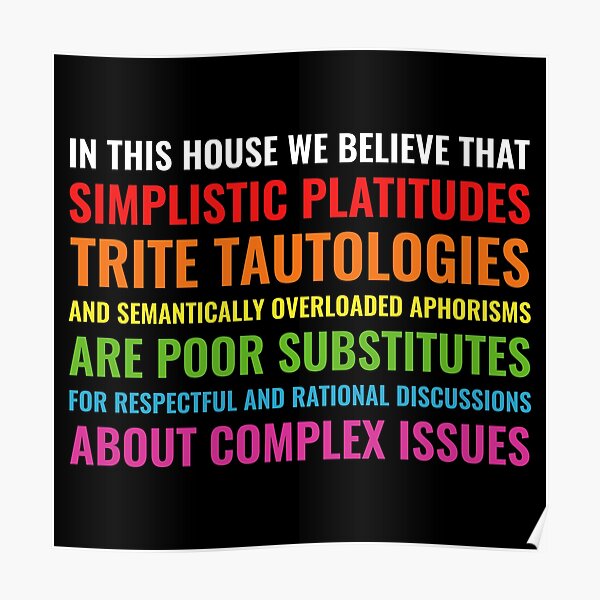 IN THIS HOUSE WE BELIEVE THAT
SIMPLISTIC PLATITUDES
TRITE TAUTOLOGIES
AND SEMANTICALLY OVERLOADED APHORISMS
ARE POOR SUBSTITUTES
FOR RESPECTFUL AND RATIONAL DISCUSSIONS
ABOUT COMPLEX ISSUES